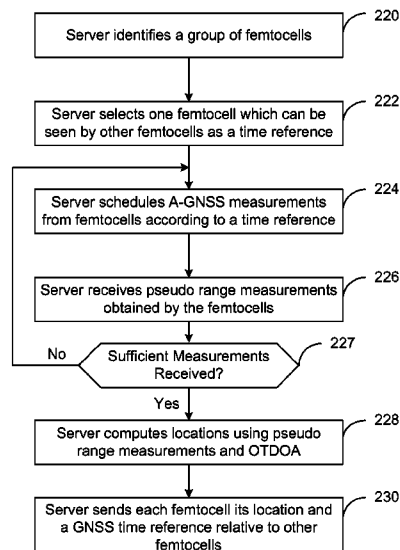 Server identifies a group of femtocells
220
Server selects one femtocell which can be
seen by other femtocells as a time reference
222
Server schedules A-GNSS measurements
from femtocells according to a time reference
224
Server receives pseudo range measurements
obtained by the femtocells
226
Sufficient Measurements
Received?
227
No
Yes
Server computes locations using pseudo
range measurements and OTDOA
228
Server sends each femtocell its location and
a GNSS time reference relative to other
femtocells
230